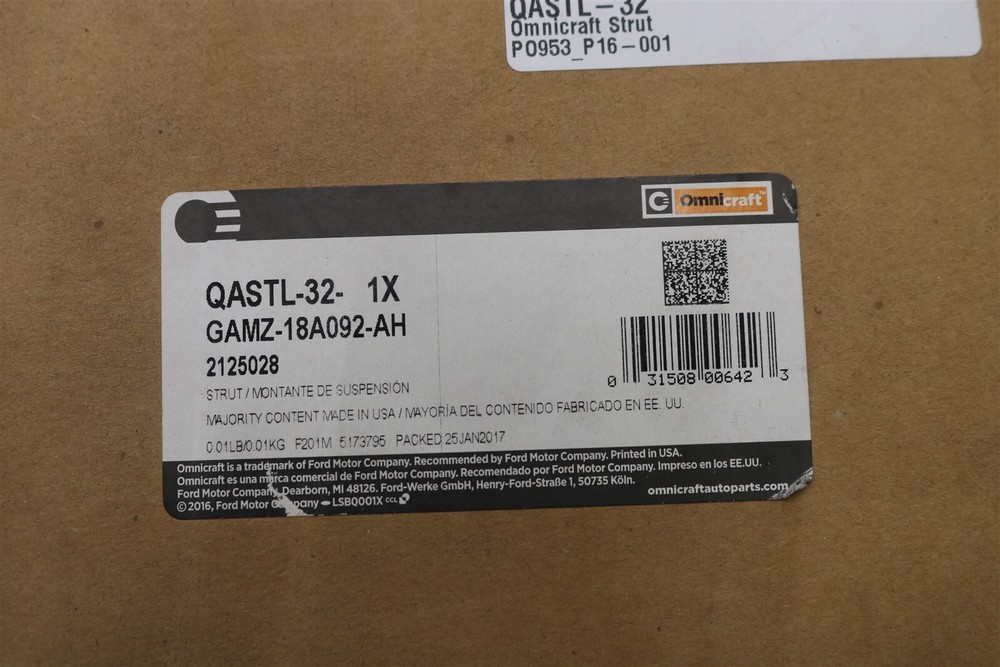 QASTL-32
Omnicraft Strut
PO953_P16-001
Omnicraft™
QASTL-32- 1X
GAMZ-18A092-AH
2125028
STRUT / MONTANTE DE SUSPENSIÓN
MAJORITY CONTENT MADE IN USA / MAYORÍA DEL CONTENIDO FABRICADO EN EE. UU.
0.01LB/0.01KG F201M 5173795 PACKED 25JAN2017
0 31508 00642 3
Omnicraft is a trademark of Ford Motor Company. Recommended by Ford Motor Company. Printed in USA.
Omnicraft es una marca comercial de Ford Motor Company. Recomendado por Ford Motor Company. Impreso en los EE.UU.
Ford Motor Company, Dearborn, MI 48126. Ford-Werke GmbH, Henry-Ford-Straße 1, 50735 Köln.
© 2016, Ford Motor Company – LSBQ001X CCL
omnicraftautoparts.com